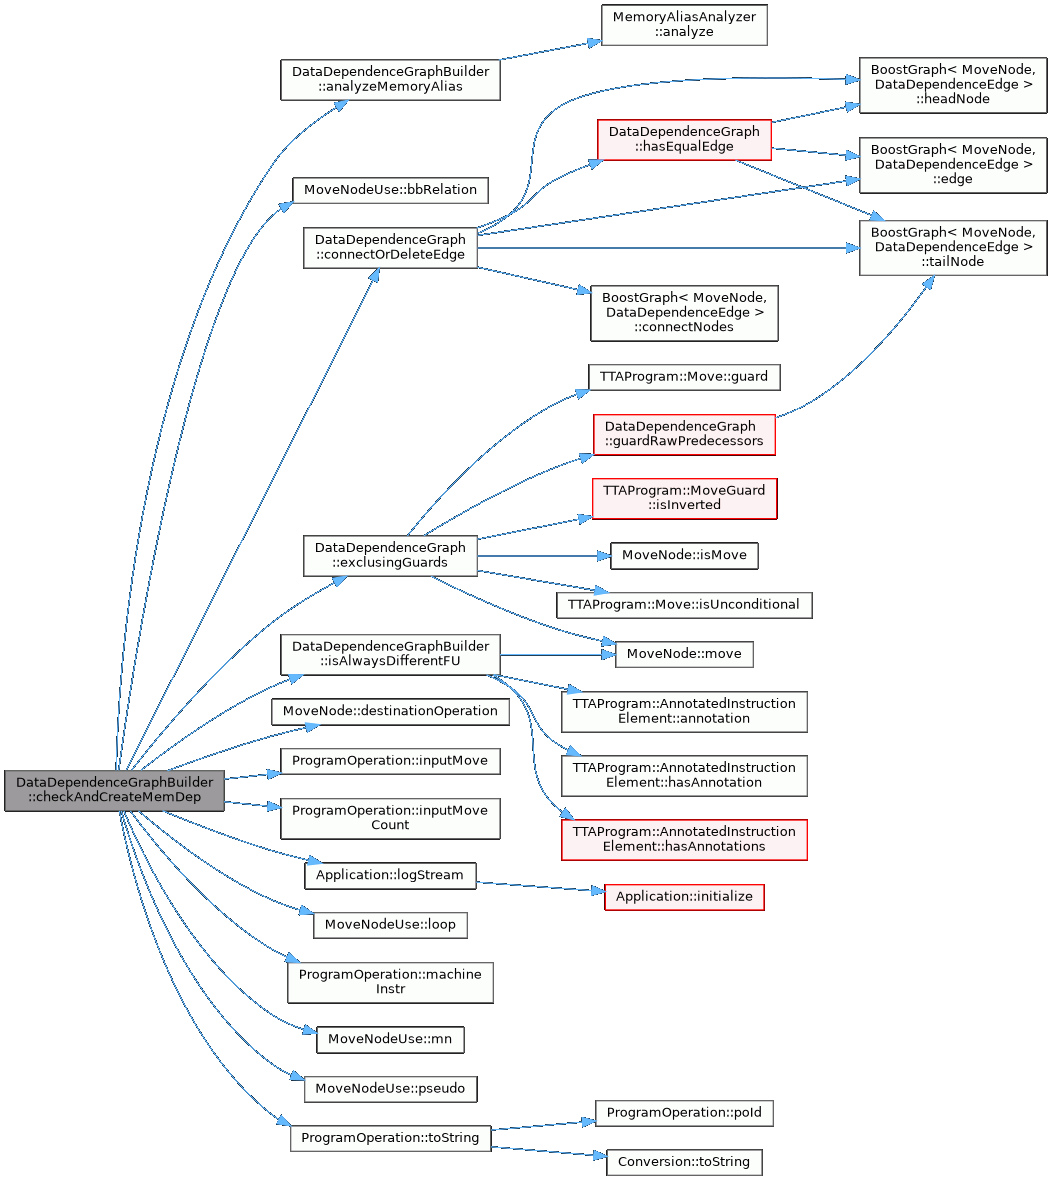 MemoryAliasAnalyzer
::analyze
DataDependenceGraphBuilder
::analyzeMemoryAlias
BoostGraph< MoveNode,
DataDependenceEdge >
::headNode
DataDependenceGraph
::hasEqualEdge
BoostGraph< MoveNode,
DataDependenceEdge >
::edge
MoveNodeUse::bbRelation
DataDependenceGraph
::connectOrDeleteEdge
BoostGraph< MoveNode,
DataDependenceEdge >
::tailNode
BoostGraph< MoveNode,
DataDependenceEdge >
::connectNodes
TTAProgram::Move::guard
DataDependenceGraph
::guardRawPredecessors
TTAProgram::MoveGuard
::isInverted
DataDependenceGraph
::exclusingGuards
MoveNode::isMove
TTAProgram::Move::isUnconditional
DataDependenceGraphBuilder
::isAlwaysDifferentFU
MoveNode::move
MoveNode::destinationOperation
TTAProgram::AnnotatedInstruction
Element::annotation
ProgramOperation::inputMove
TTAProgram::AnnotatedInstruction
Element::hasAnnotation
DataDependenceGraphBuilder
::checkAndCreateMemDep
ProgramOperation::inputMove
Count
TTAProgram::AnnotatedInstruction
Element::hasAnnotations
Application::logStream
Application::initialize
MoveNodeUse::loop
ProgramOperation::machine
Instr
MoveNodeUse::mn
MoveNodeUse::pseudo
ProgramOperation::toString
ProgramOperation::poId
Conversion::toString